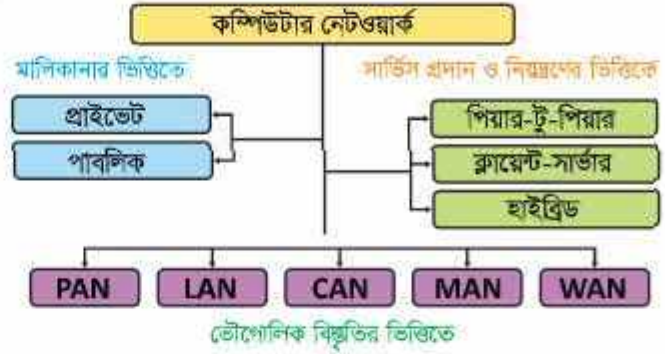 কম্পিউটার নেটওয়ার্ক
মালিকানার ভিত্তিতে
সার্ভিস প্রদান ও নিয়ন্ত্রণের ভিত্তিতে
প্রাইভেট
পাবলিক
পিয়ার-টু-পিয়ার
ক্লায়েন্ট-সার্ভার
হাইব্রিড
PAN LAN CAN MAN WAN
ভৌগোলিক বিস্তৃতির ভিত্তিতে